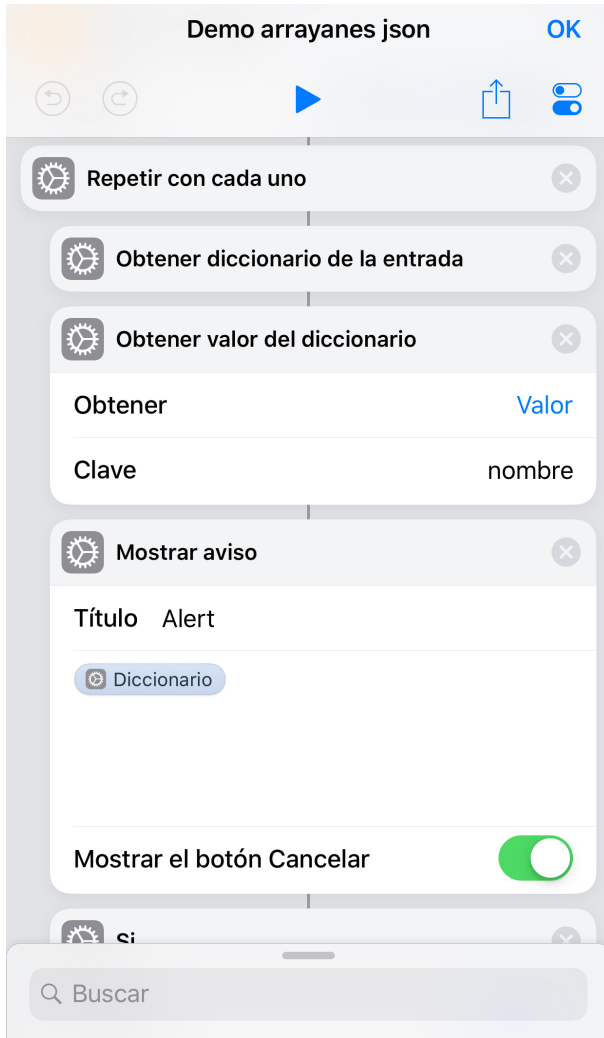 Demo arrayanes json
OK
Repetir con cada uno
Obtener diccionario de la entrada
Obtener valor del diccionario
Obtener Valor
Clave nombre
Mostrar aviso
Título Alert
Diccionario
Mostrar el botón Cancelar
Si
Buscar